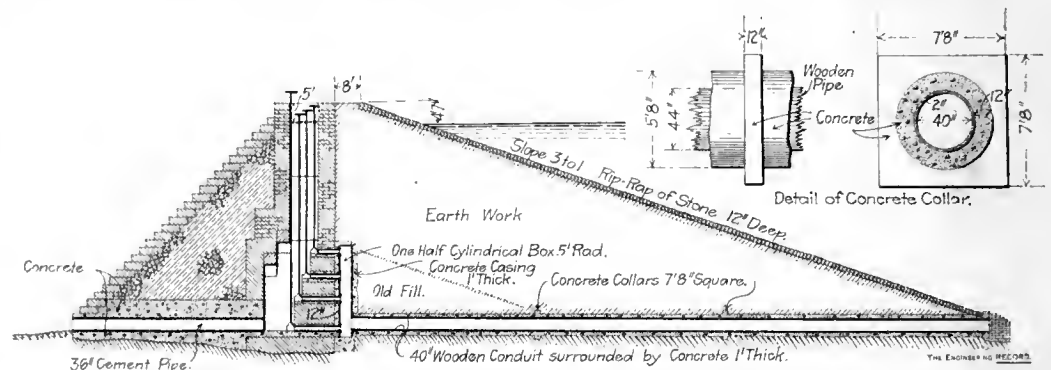 12"
7'8"
5'
8'
Wooden
Pipe
47"
5'8"
44"
Concrete
2"
12"
40"
7'8"
Slope 3 to 1 Rip-Rap of Stone 12" Deep.
Detail of Concrete Collar.
Earth Work
One Half Cylindrical Box 5' Rad.
Concrete
Concrete Casing
1' Thick.
Old Fill.
Concrete Collars 7'8" Square.
12"
36" Cement Pipe.
40" Wooden Conduit surrounded by Concrete 1' Thick.
THE ENGINEERING RECORD.